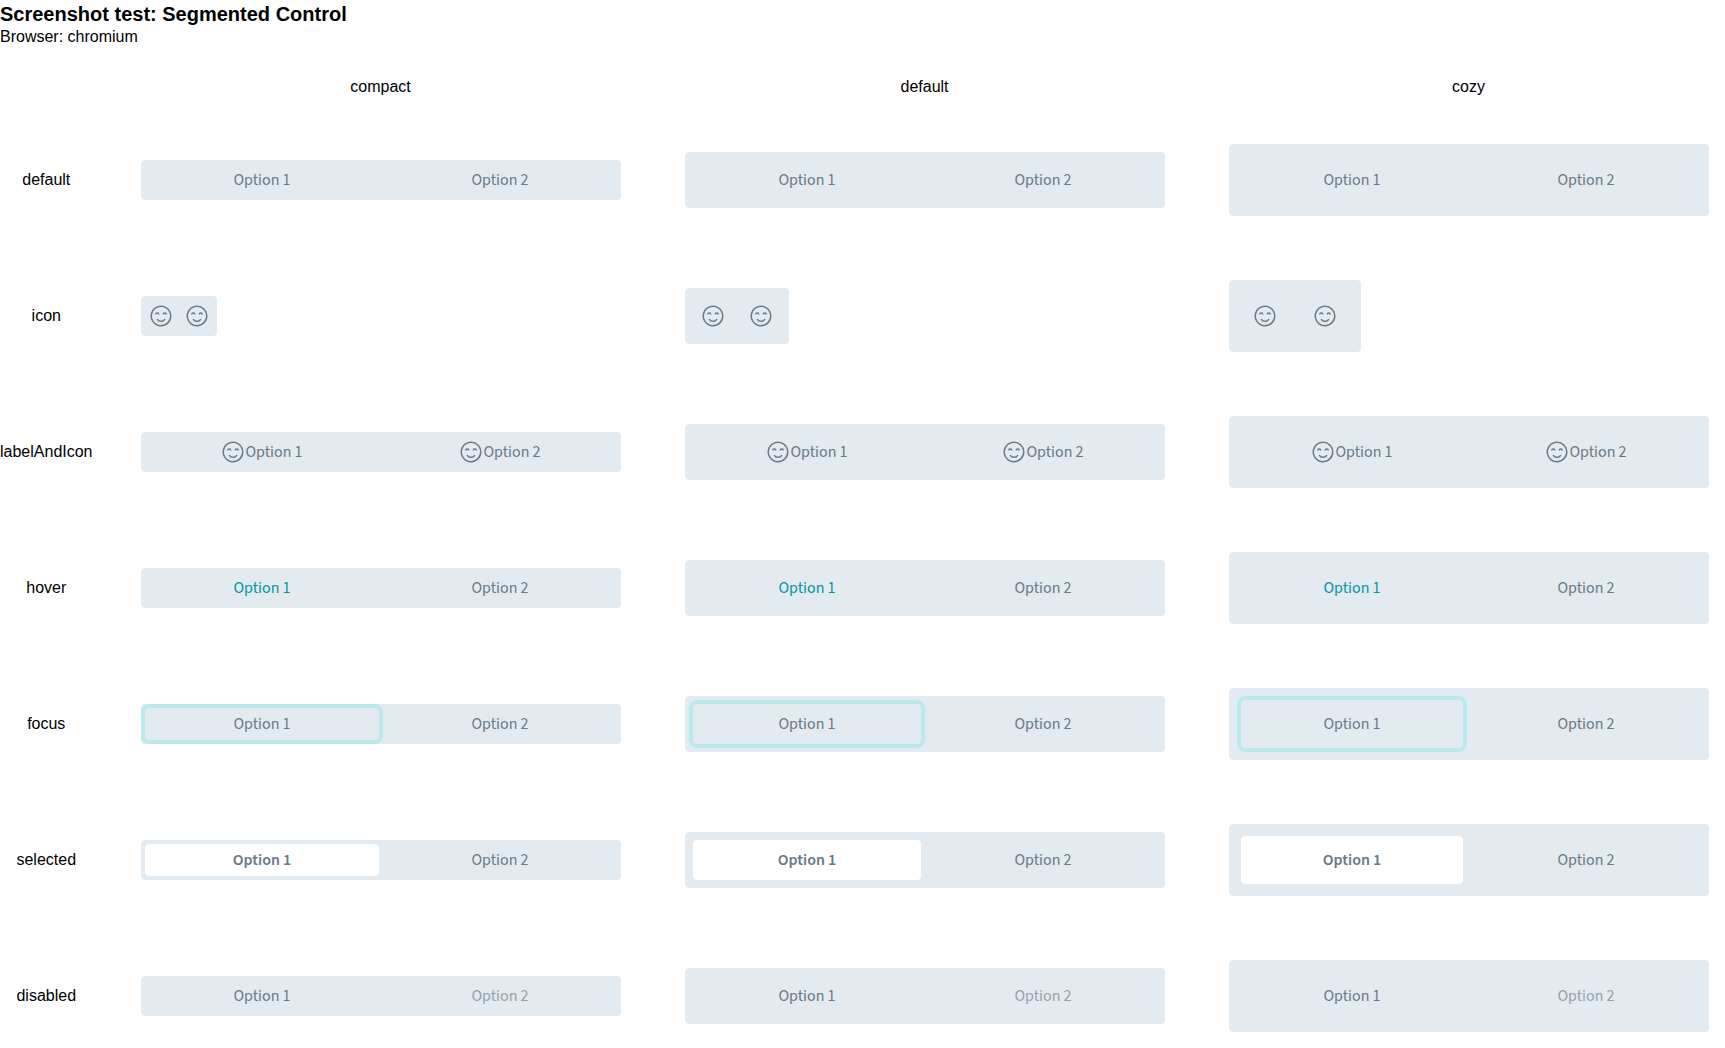 Screenshot test: Segmented Control
Browser: chromium
compact default cozy
default Option 1 Option 2 Option 1 Option 2 Option 1 Option 2
icon
labelAndIcon Option 1 Option 2 Option 1 Option 2 Option 1 Option 2
hover Option 1 Option 2 Option 1 Option 2 Option 1 Option 2
focus Option 1 Option 2 Option 1 Option 2 Option 1 Option 2
selected Option 1 Option 2 Option 1 Option 2 Option 1 Option 2
disabled Option 1 Option 2 Option 1 Option 2 Option 1 Option 2